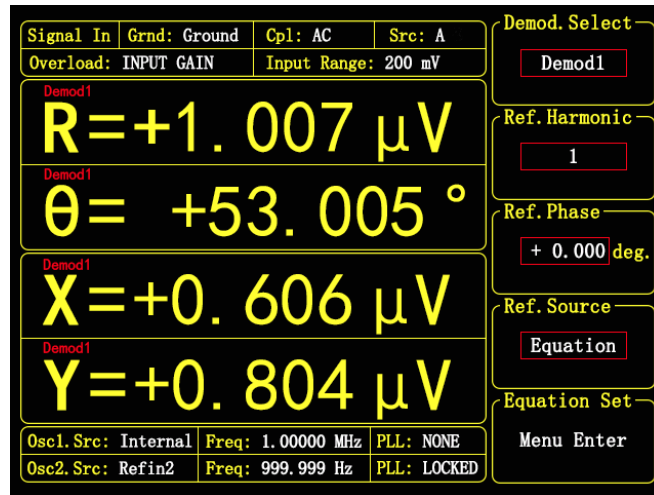 Signal In Grnd: Ground Cpl: AC Src: A
Overload: INPUT GAIN Input Range: 200 mV
Demod1
R=+1.007 μV
Demod1
θ= +53.005 °
Demod1
X=+0.606 μV
Demod1
Y=+0.804 μV
Osc1.Src: Internal Freq: 1.00000 MHz PLL: NONE
Osc2.Src: Refin2 Freq: 999.999 Hz PLL: LOCKED
Demod.Select
Demod1
Ref.Harmonic
1
Ref.Phase
+ 0.000 deg.
Ref.Source
Equation
Equation Set
Menu Enter